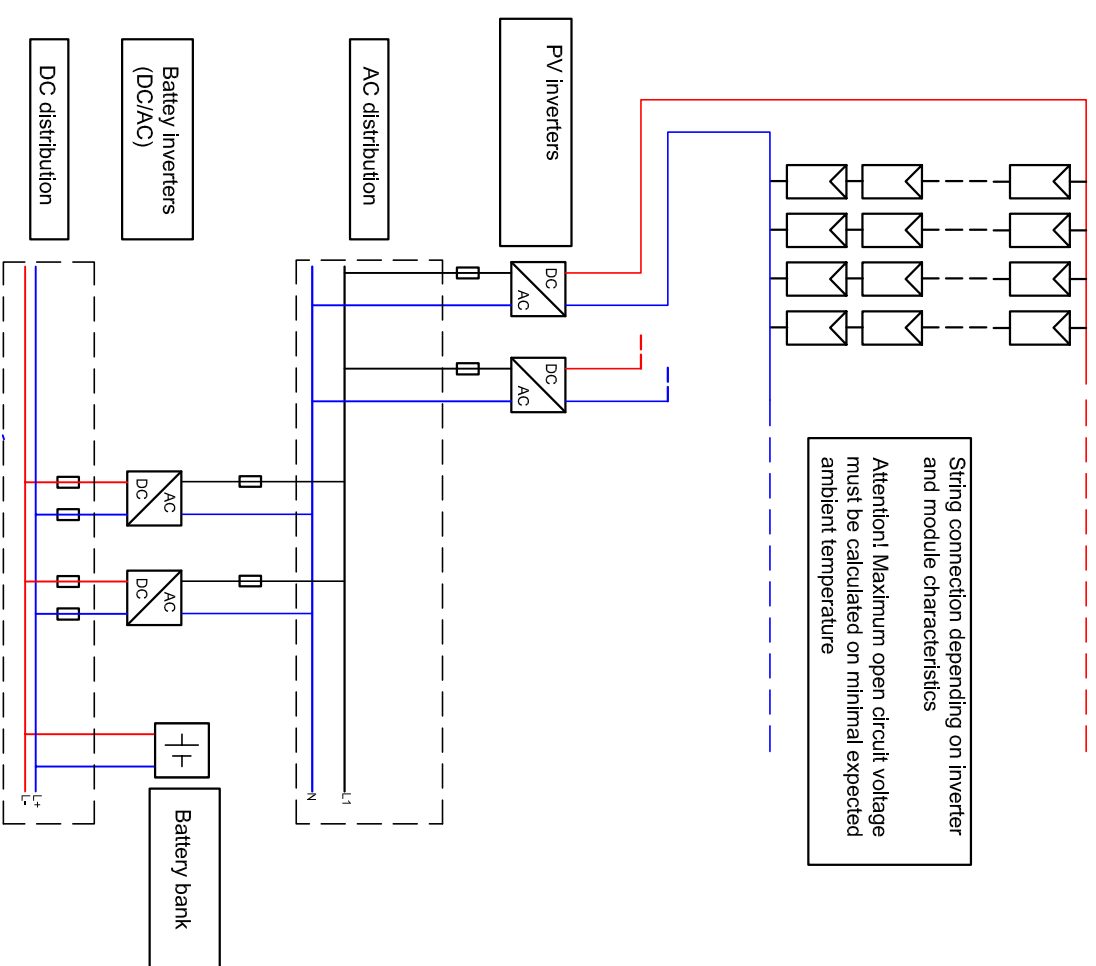 String connection depending on inverter
and module characteristics
Attention! Maximum open circuit voltage
must be calculated on minimal expected
ambient temperature
PV inverters
DC
AC
DC
AC
AC distribution
L1
N
Battey inverters
(DC/AC)
AC
DC
AC
DC
Battery bank
DC distribution
L+
L-